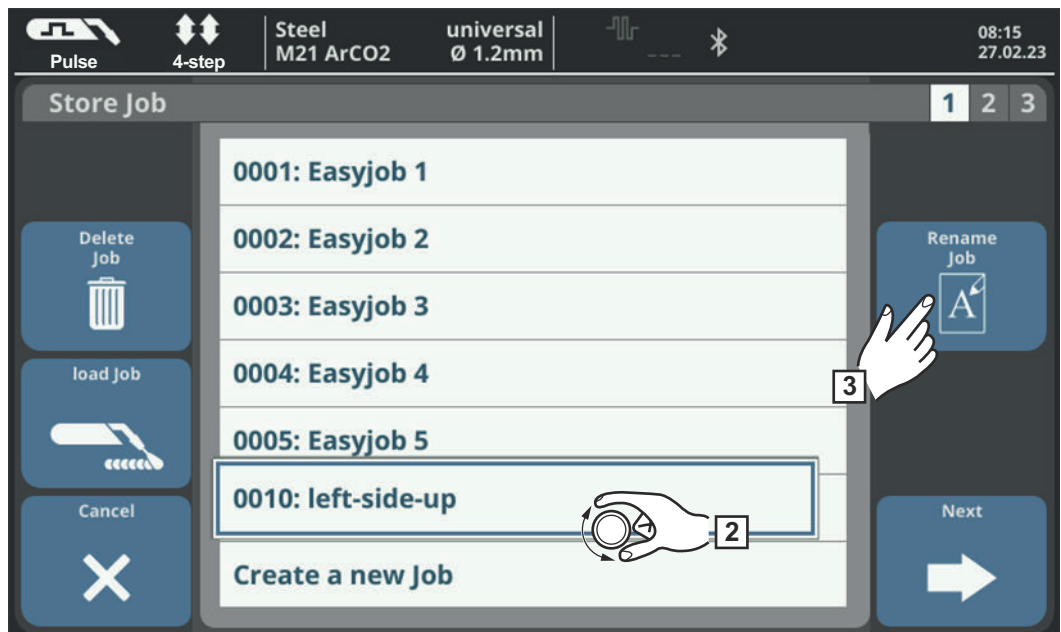 Pulse
4-step
Steel
M21 ArCO2
universal
Ø 1.2mm
---
08:15
27.02.23
Store Job
1 2 3
0001: Easyjob 1
0002: Easyjob 2
0003: Easyjob 3
0004: Easyjob 4
0005: Easyjob 5
0010: left-side-up
Create a new Job
Delete
Job
load Job
Cancel
Rename
Job
A
3
2
Next